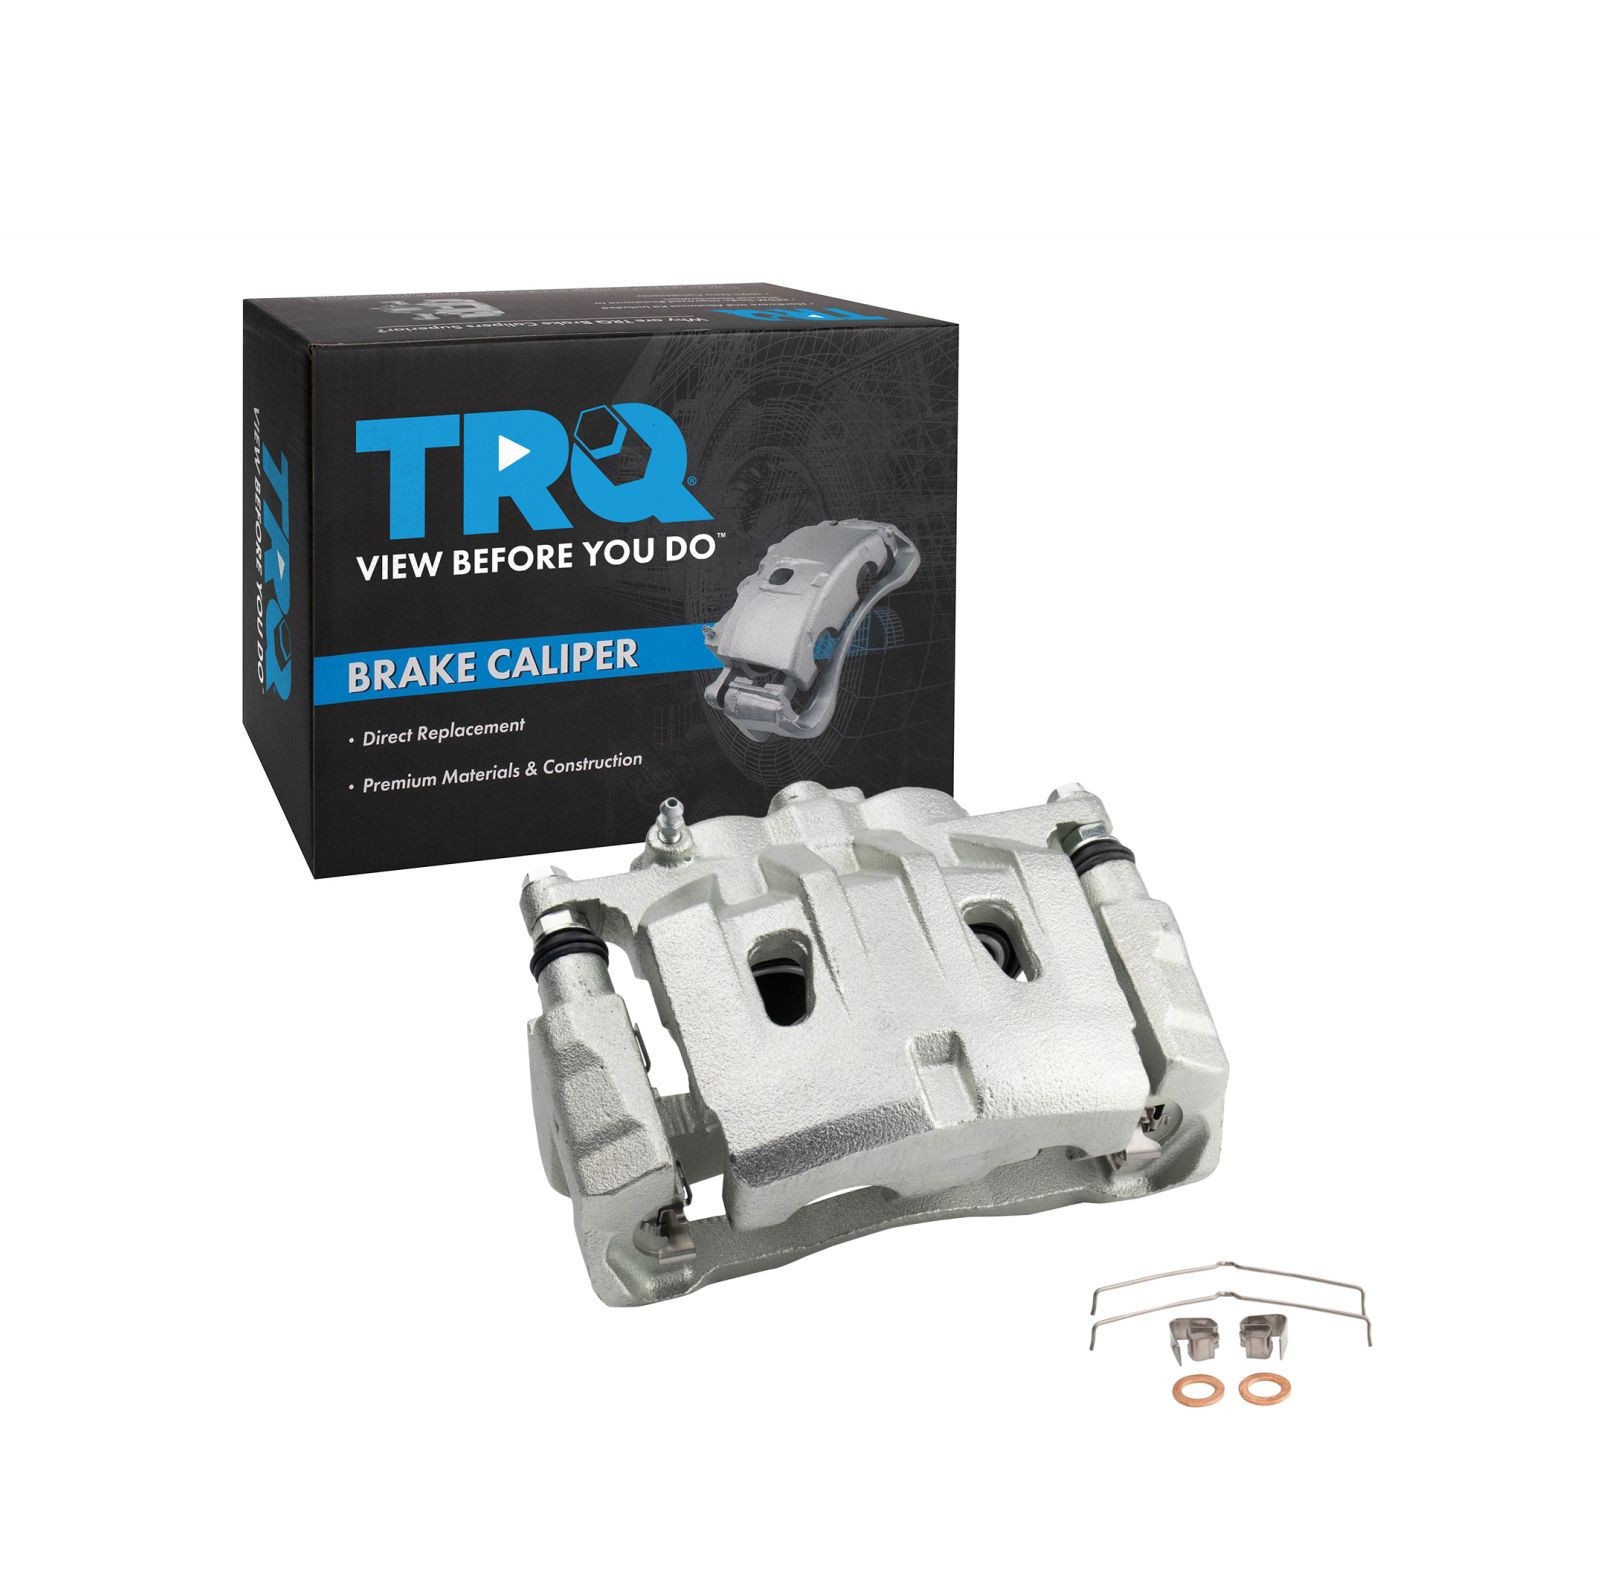 Why are TRQ Brake Calipers Superior?
TRQ
TRQ®
VIEW BEFORE YOU DO™
BRAKE CALIPER
• Direct Replacement
• Premium Materials & Construction
VIEW BEFORE YOU DO
TRQ